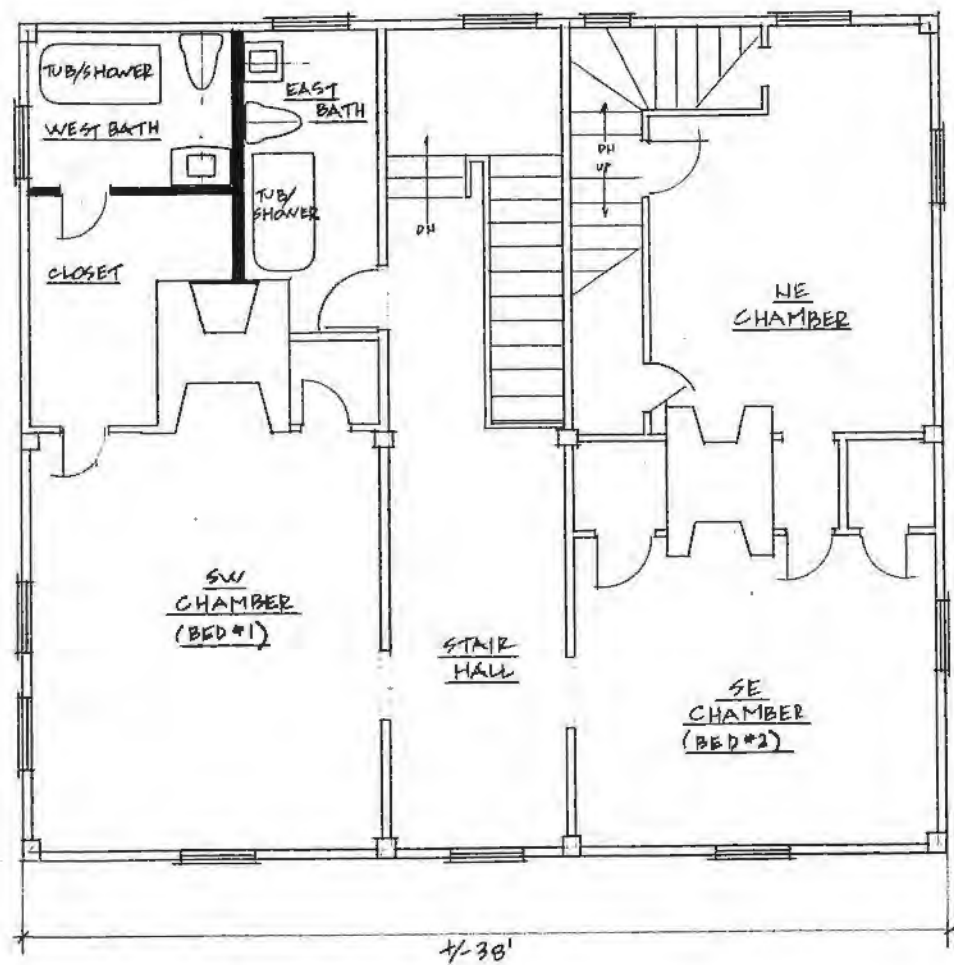 TUB/SHOWER
WEST BATH
EAST
BATH
TUB/
SHOWER
CLOSET
DN
DN
UP
NE
CHAMBER
SW
CHAMBER
(BED #1)
STAIR
HALL
SE
CHAMBER
(BED #2)
+/-38'